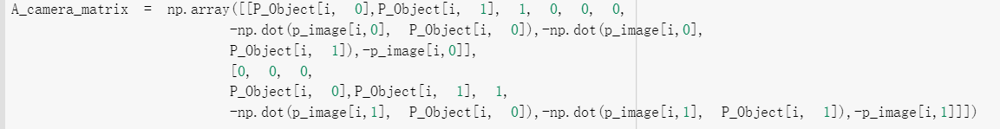 A_camera_matrix = np.array([[P_Object[i, 0],P_Object[i, 1], 1, 0, 0, 0,
-np.dot(p_image[i,0], P_Object[i, 0]),-np.dot(p_image[i,0],
P_Object[i, 1]),-p_image[i,0]],
[0, 0, 0,
P_Object[i, 0],P_Object[i, 1], 1,
-np.dot(p_image[i,1], P_Object[i, 0]),-np.dot(p_image[i,1], P_Object[i, 1]),-p_image[i,1]]])